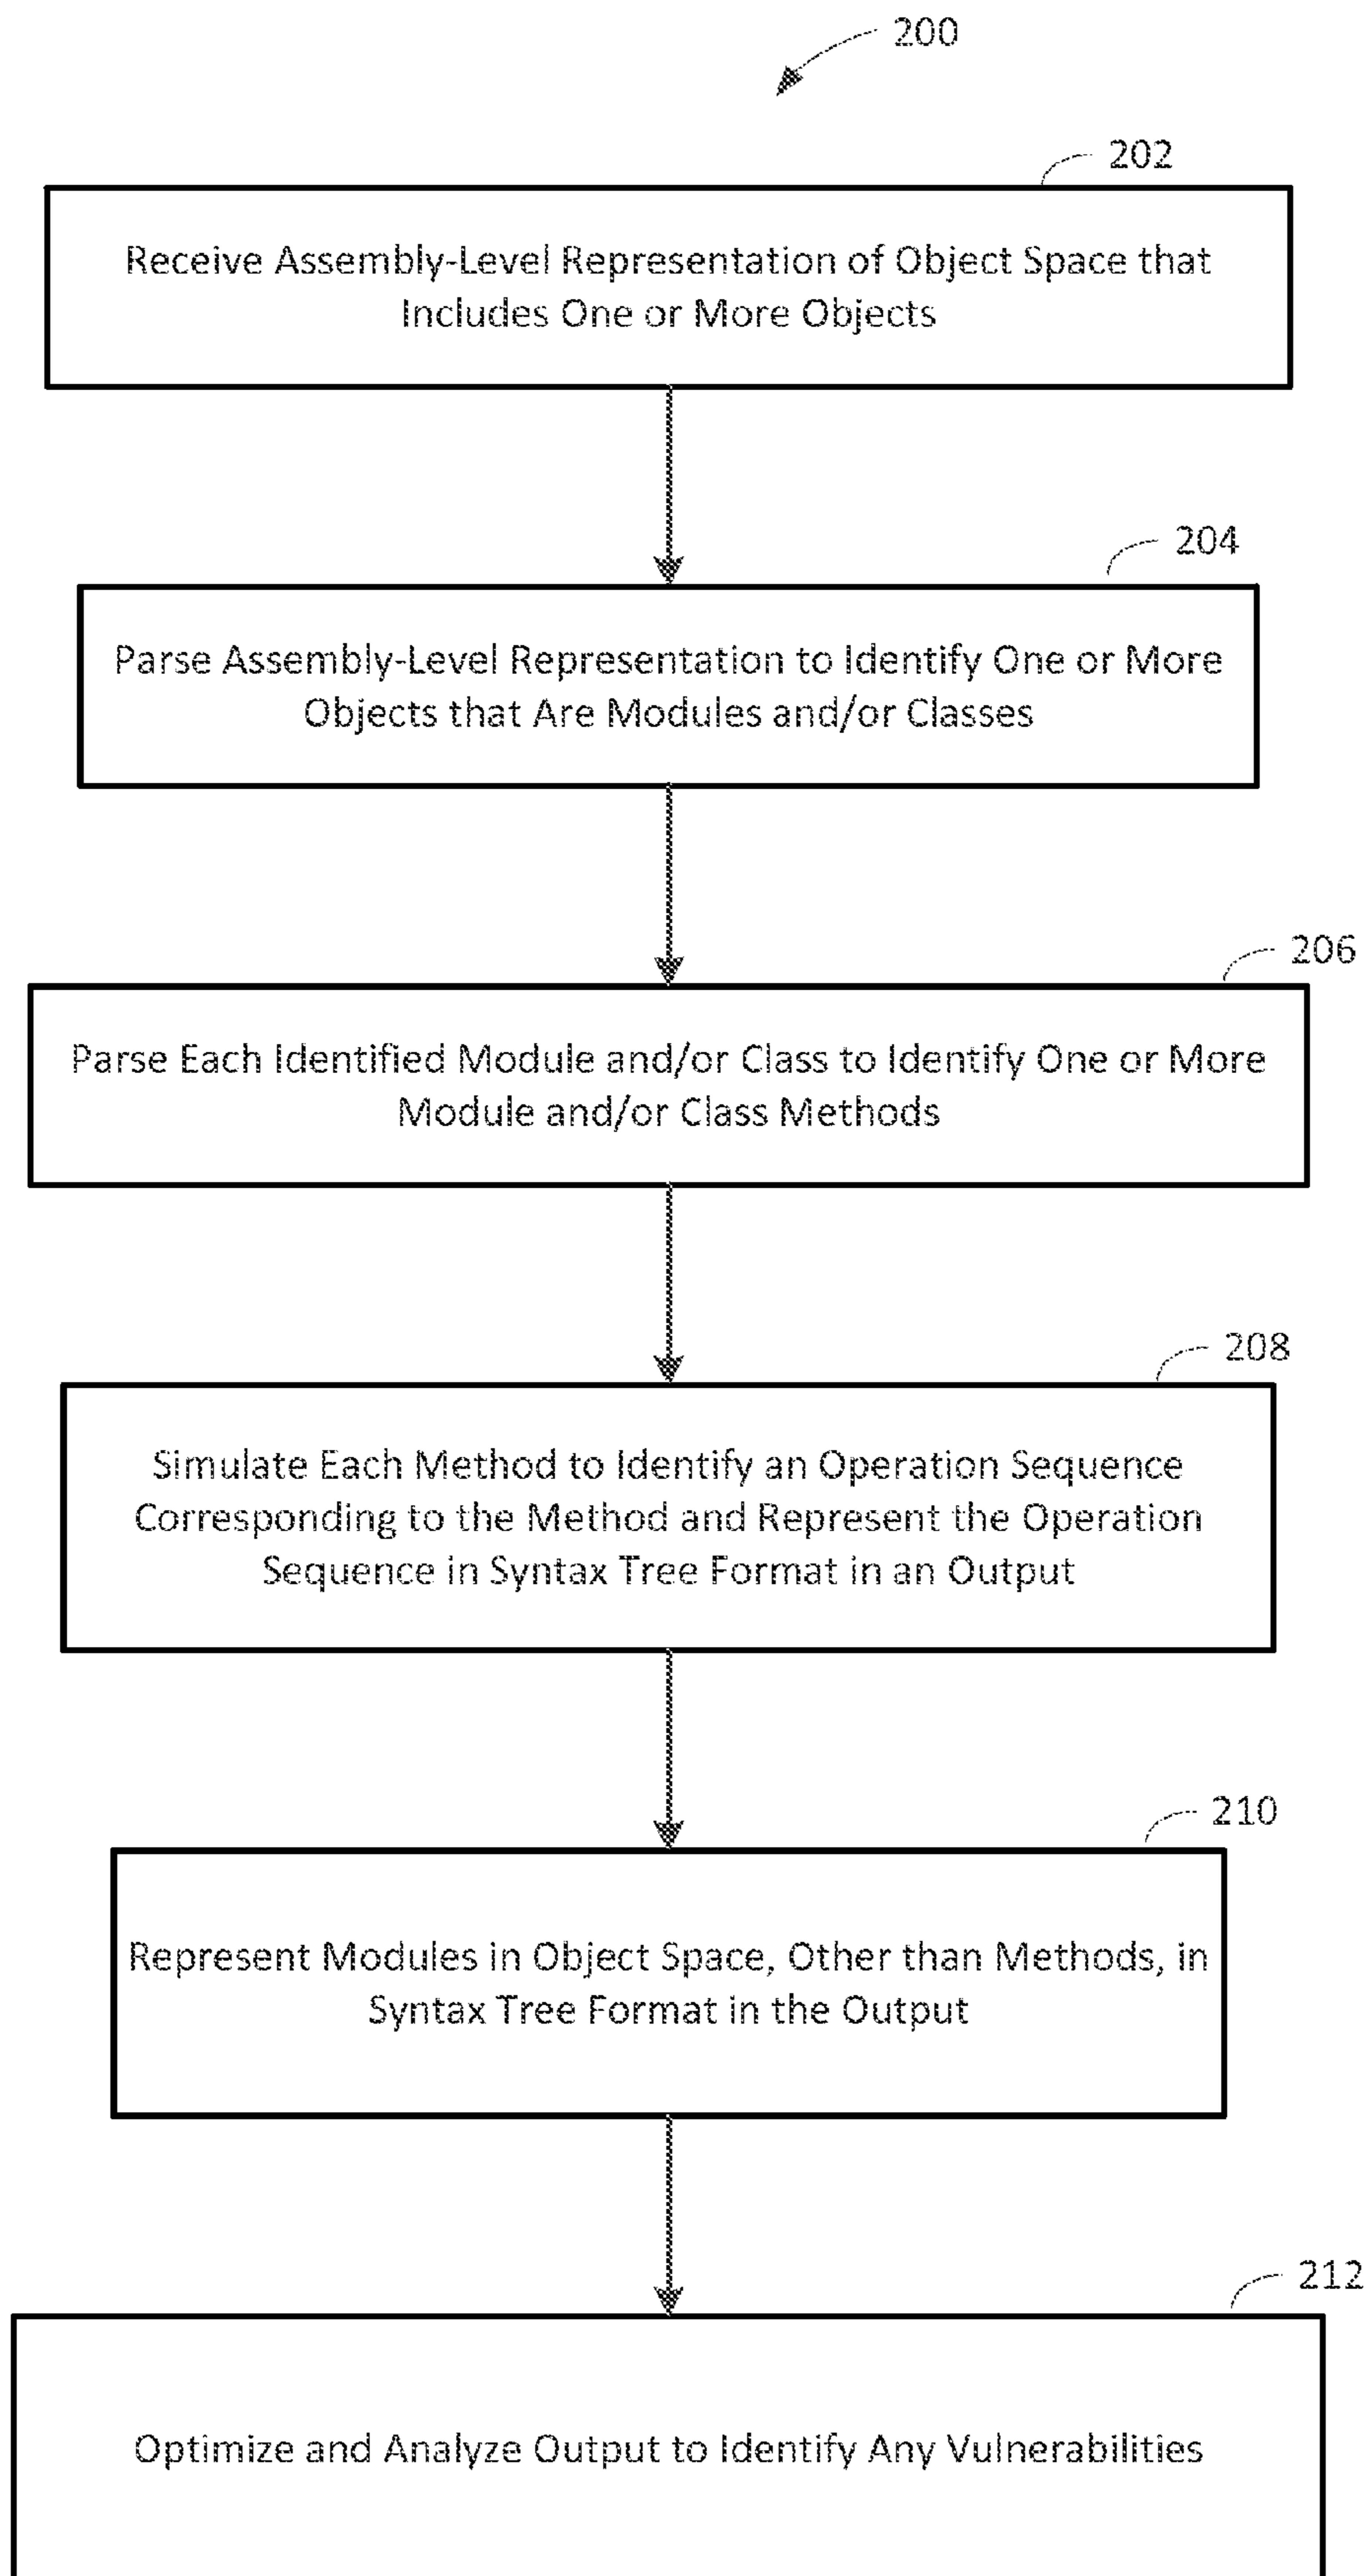 200
202
Receive Assembly-Level Representation of Object Space that
Includes One or More Objects
204
Parse Assembly-Level Representation to Identify One or More
Objects that Are Modules and/or Classes
206
Parse Each Identified Module and/or Class to Identify One or More
Module and/or Class Methods
208
Simulate Each Method to Identify an Operation Sequence
Corresponding to the Method and Represent the Operation
Sequence in Syntax Tree Format in an Output
210
Represent Modules in Object Space, Other than Methods, in
Syntax Tree Format in the Output
212
Optimize and Analyze Output to Identify Any Vulnerabilities